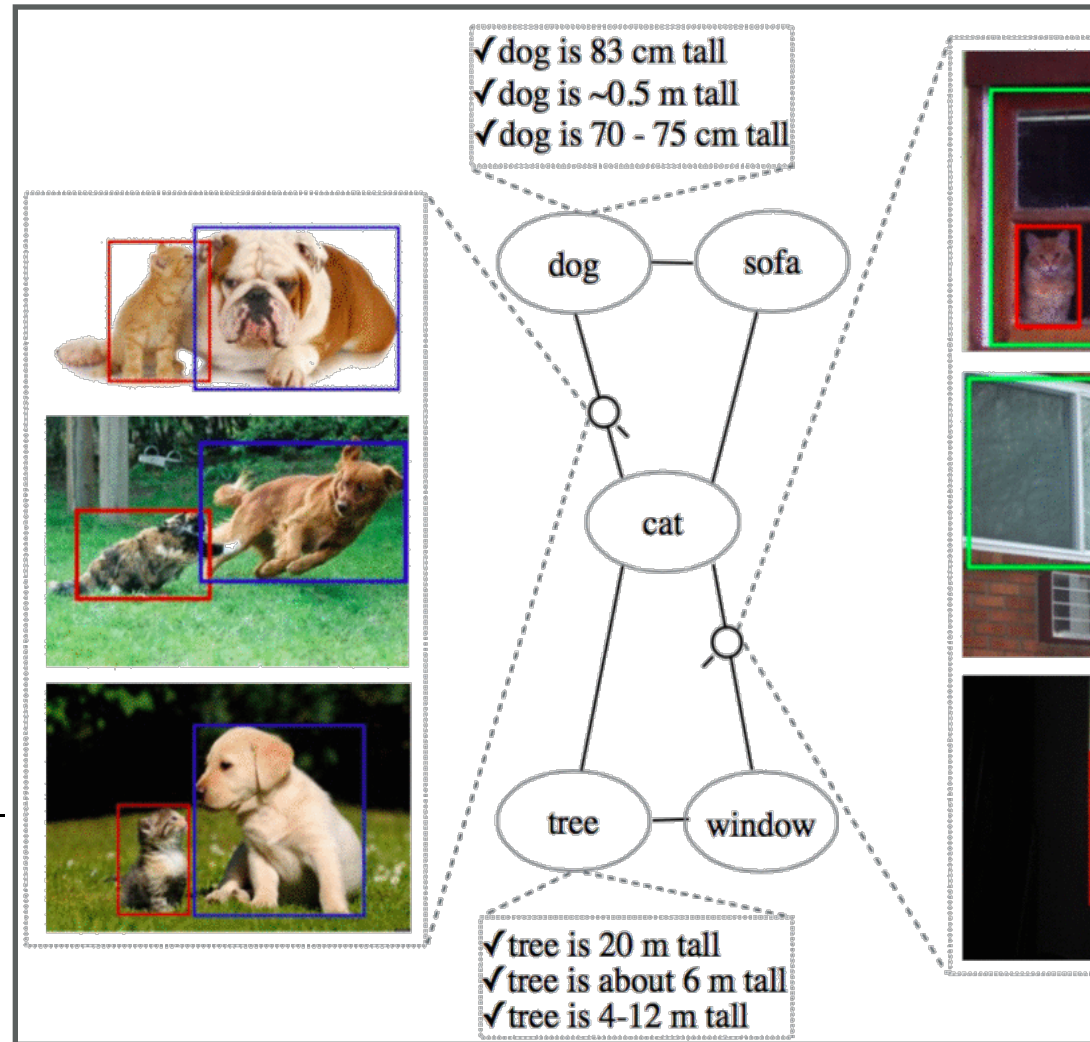 ✓dog is 83 cm tall
✓dog is ~0.5 m tall
✓dog is 70 - 75 cm tall
dog
sofa
cat
tree
window
✓tree is 20 m tall
✓tree is about 6 m tall
✓tree is 4-12 m tall